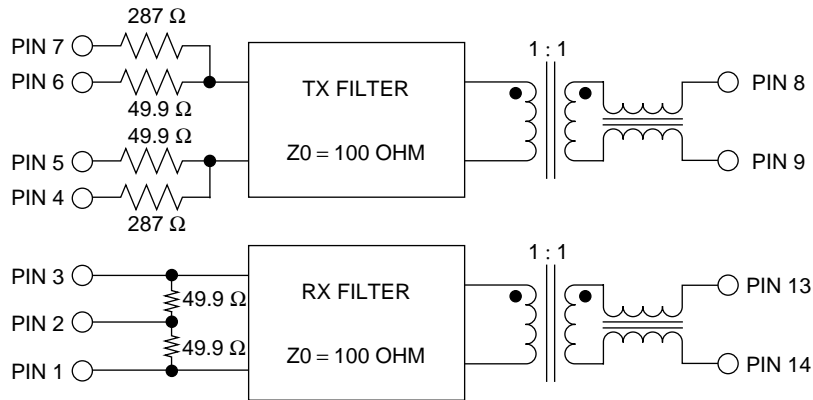 287 Ω
PIN 7
PIN 6
49.9 Ω
49.9 Ω
PIN 5
PIN 4
287 Ω
TX FILTER
Z0 = 100 OHM
1 : 1
PIN 8
PIN 9
PIN 3
49.9 Ω
PIN 2
49.9 Ω
PIN 1
RX FILTER
Z0 = 100 OHM
1 : 1
PIN 13
PIN 14